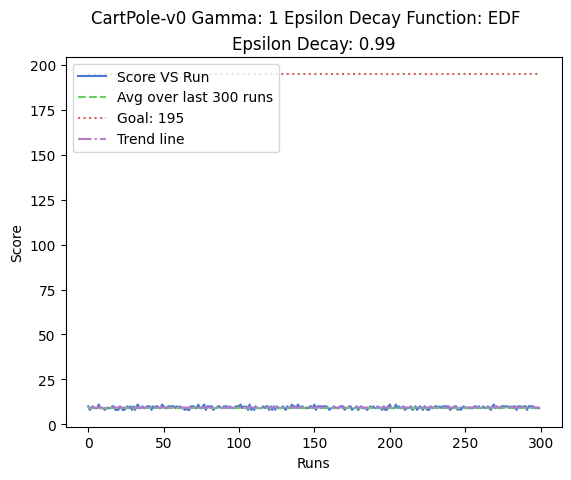 CartPole-v0 Gamma: 1 Epsilon Decay Function: EDF
Epsilon Decay: 0.99
Score VS Run
Avg over last 300 runs
Goal: 195
Trend line
200
175
150
125
100
75
50
25
0
Score
0 50 100 150 200 250 300
Runs